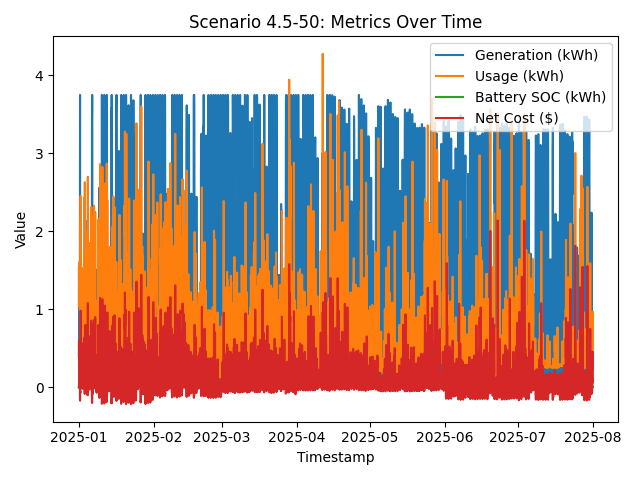 Scenario 4.5-50: Metrics Over Time
Generation (kWh)
Usage (kWh)
Battery SOC (kWh)
Net Cost ($)
Value
4
3
2
1
0
2025-01 2025-02 2025-03 2025-04 2025-05 2025-06 2025-07 2025-08
Timestamp